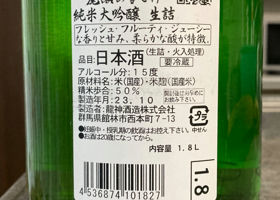 純米大吟醸 生詰
フレッシュ・フルーティ・ジューシー
な香りと甘み、柔らかな酸が特徴。
品目:日本酒 (生詰・火入処理) 要冷蔵
アルコール分:15度
原材料名:米(国産)・米麹(国産米)
精米歩合:50%
製造年月:23.10
製造者:龍神酒造株式会社
群馬県館林市西本町7-13
●妊娠中・授乳期の飲酒はお控え下さい。中せん
●お酒は20歳になってから。
内容量:1.8L
4536874101827
1.8